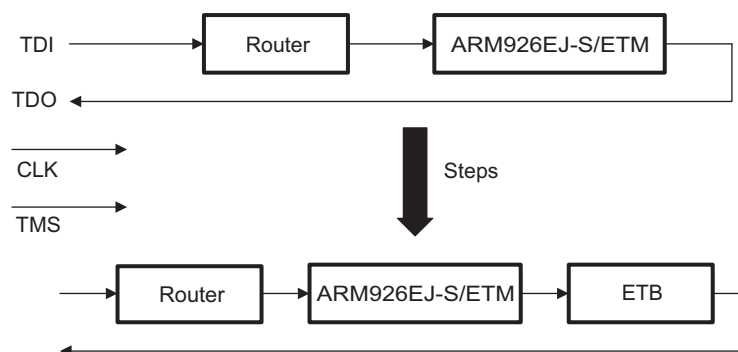 TDI
Router
ARM926EJ-S/ETM
TDO
CLK
Steps
TMS
Router
ARM926EJ-S/ETM
ETB